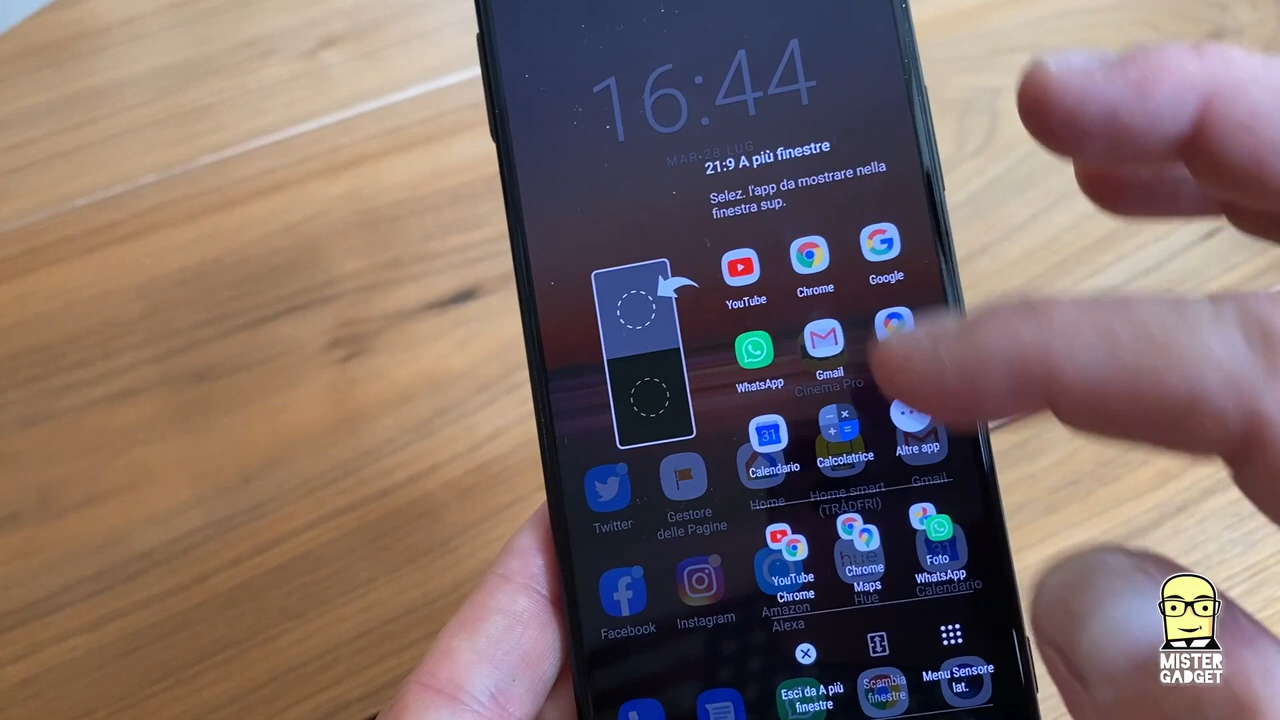 16:44
MAR 28 LUG
21:9 A più finestre
Selez. l'app da mostrare nella
finestra sup.
YouTube
Chrome
Google
WhatsApp
Gmail
Cinema Pro
31
Calendario
Calcolatrice
Altre app
Twitter
Gestore
delle Pagine
Home
Home smart
(TRÅDFRI)
Gmail
YouTube
Chrome
Chrome
Maps
Foto
WhatsApp
hue
31
Facebook
Instagram
Amazon
Alexa
Hue
Calendario
Esci da A più
finestre
Scambia
finestre
Menu Sensore
lat.
MISTER
GADGET